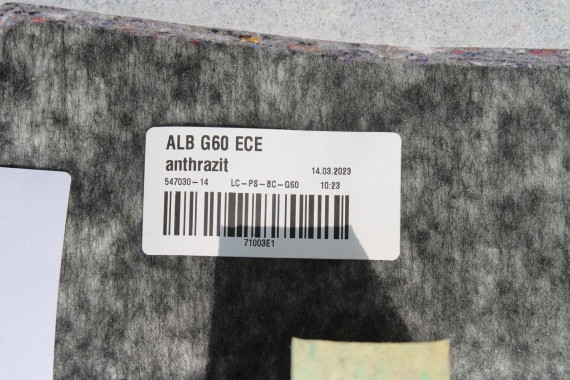 ALB G60 ECE
anthrazit 14.03.2023
547030-14 LC-PS-BC-G60 10:23
71003E1